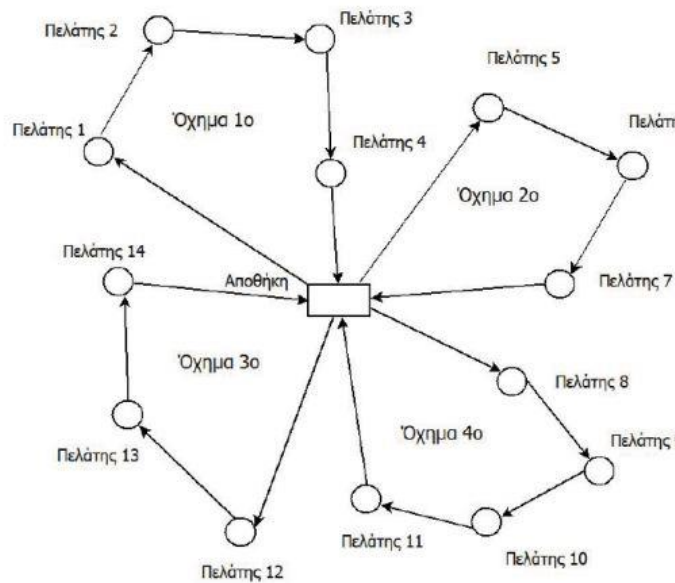 Πελάτης 2
Πελάτης 3
Πελάτης 5
Πελάτης 1
Όχημα 1ο
Πελάτης 4
Όχημα 2ο
Πελάτης 14
Αποθήκη
Πελάτης 7
Όχημα 3ο
Πελάτης 8
Όχημα 4ο
Πελάτης
Πελάτης 13
Πελάτης 11
Πελάτης 10
Πελάτης 12